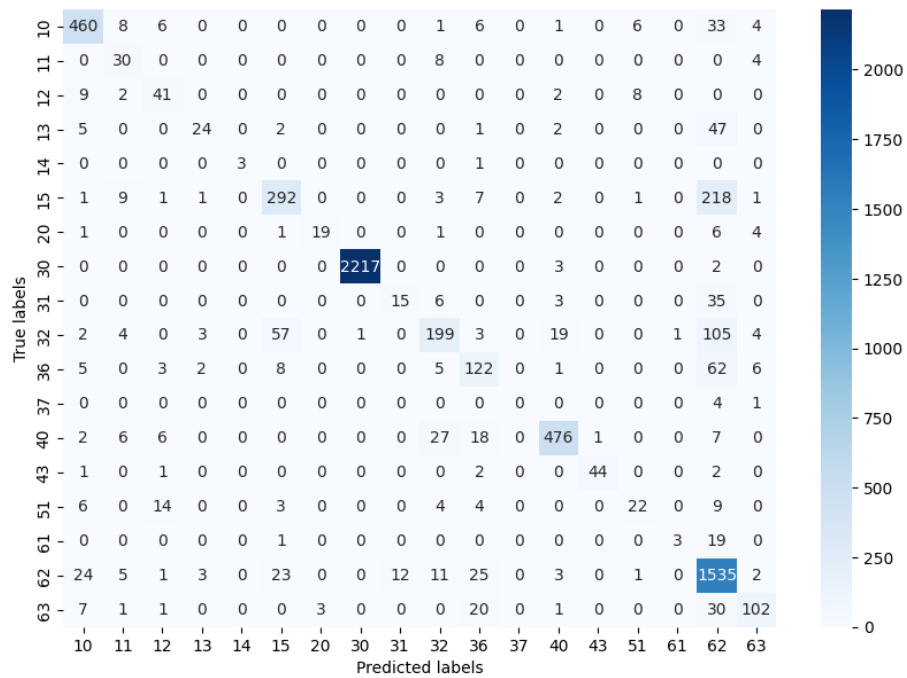 10 460 8 6 0 0 0 0 0 0 1 6 0 1 0 6 0 33 4
11 0 30 0 0 0 0 0 0 0 8 0 0 0 0 0 0 0 4
12 9 2 41 0 0 0 0 0 0 0 0 0 2 0 8 0 0 0
13 5 0 0 24 0 2 0 0 0 0 1 0 2 0 0 0 47 0
14 0 0 0 0 3 0 0 0 0 0 1 0 0 0 0 0 0 0
15 1 9 1 1 0 292 0 0 0 3 7 0 2 0 1 0 218 1
20 1 0 0 0 0 1 19 0 0 1 0 0 0 0 0 0 6 4
30 0 0 0 0 0 0 0 2217 0 0 0 0 3 0 0 0 2 0
31 0 0 0 0 0 0 0 0 15 6 0 0 3 0 0 0 35 0
32 2 4 0 3 0 57 0 1 0 199 3 0 19 0 0 1 105 4
36 5 0 3 2 0 8 0 0 0 5 122 0 1 0 0 0 62 6
37 0 0 0 0 0 0 0 0 0 0 0 0 0 0 0 0 4 1
40 2 6 6 0 0 0 0 0 0 27 18 0 476 1 0 0 7 0
43 1 0 1 0 0 0 0 0 0 0 2 0 0 44 0 0 2 0
51 6 0 14 0 0 3 0 0 0 4 4 0 0 0 22 0 9 0
61 0 0 0 0 0 1 0 0 0 0 0 0 0 0 0 3 19 0
62 24 5 1 3 0 23 0 0 12 11 25 0 3 0 1 0 1535 2
63 7 1 1 0 0 0 3 0 0 0 20 0 1 0 0 0 30 102
10 11 12 13 14 15 20 30 31 32 36 37 40 43 51 61 62 63
Predicted labels
True labels
2000
1750
1500
1250
1000
750
500
250
0